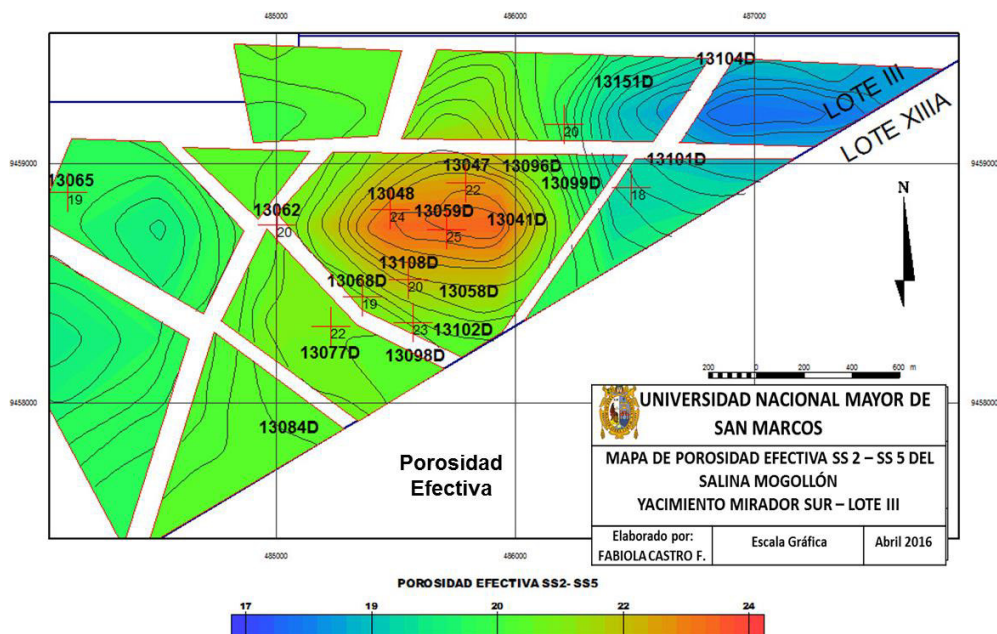 485000
486000
487000
13104D
13151D
LOTE III
LOTE XIIIA
20
9459000
9459000
13047
13096D
13101D
13065
22
13099D
18
19
13048
24
13059D
13041D
13062
20
25
N
13108D
13068D
20
13058D
19
22
23
13102D
13077D
13098D
200
0
200
400
600
m
9458000
9458000
13084D
Porosidad
Efectiva
UNIVERSIDAD NACIONAL MAYOR DE
SAN MARCOS
MAPA DE POROSIDAD EFECTIVA SS 2 – SS 5 DEL
SALINA MOGOLLÓN
YACIMIENTO MIRADOR SUR – LOTE III
Elaborado por:
FABIOLA CASTRO F.
Escala Gráfica
Abril 2016
485000
486000
POROSIDAD EFECTIVA SS2- SS5
17
19
20
22
24